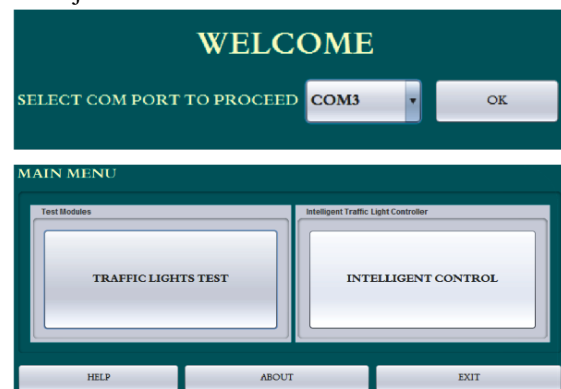 WELCOME
SELECT COM PORT TO PROCEED COM3 OK
MAIN MENU
Test Modules Intelligent Traffic Light Controller
TRAFFIC LIGHTS TEST INTELLIGENT CONTROL
HELP ABOUT EXIT